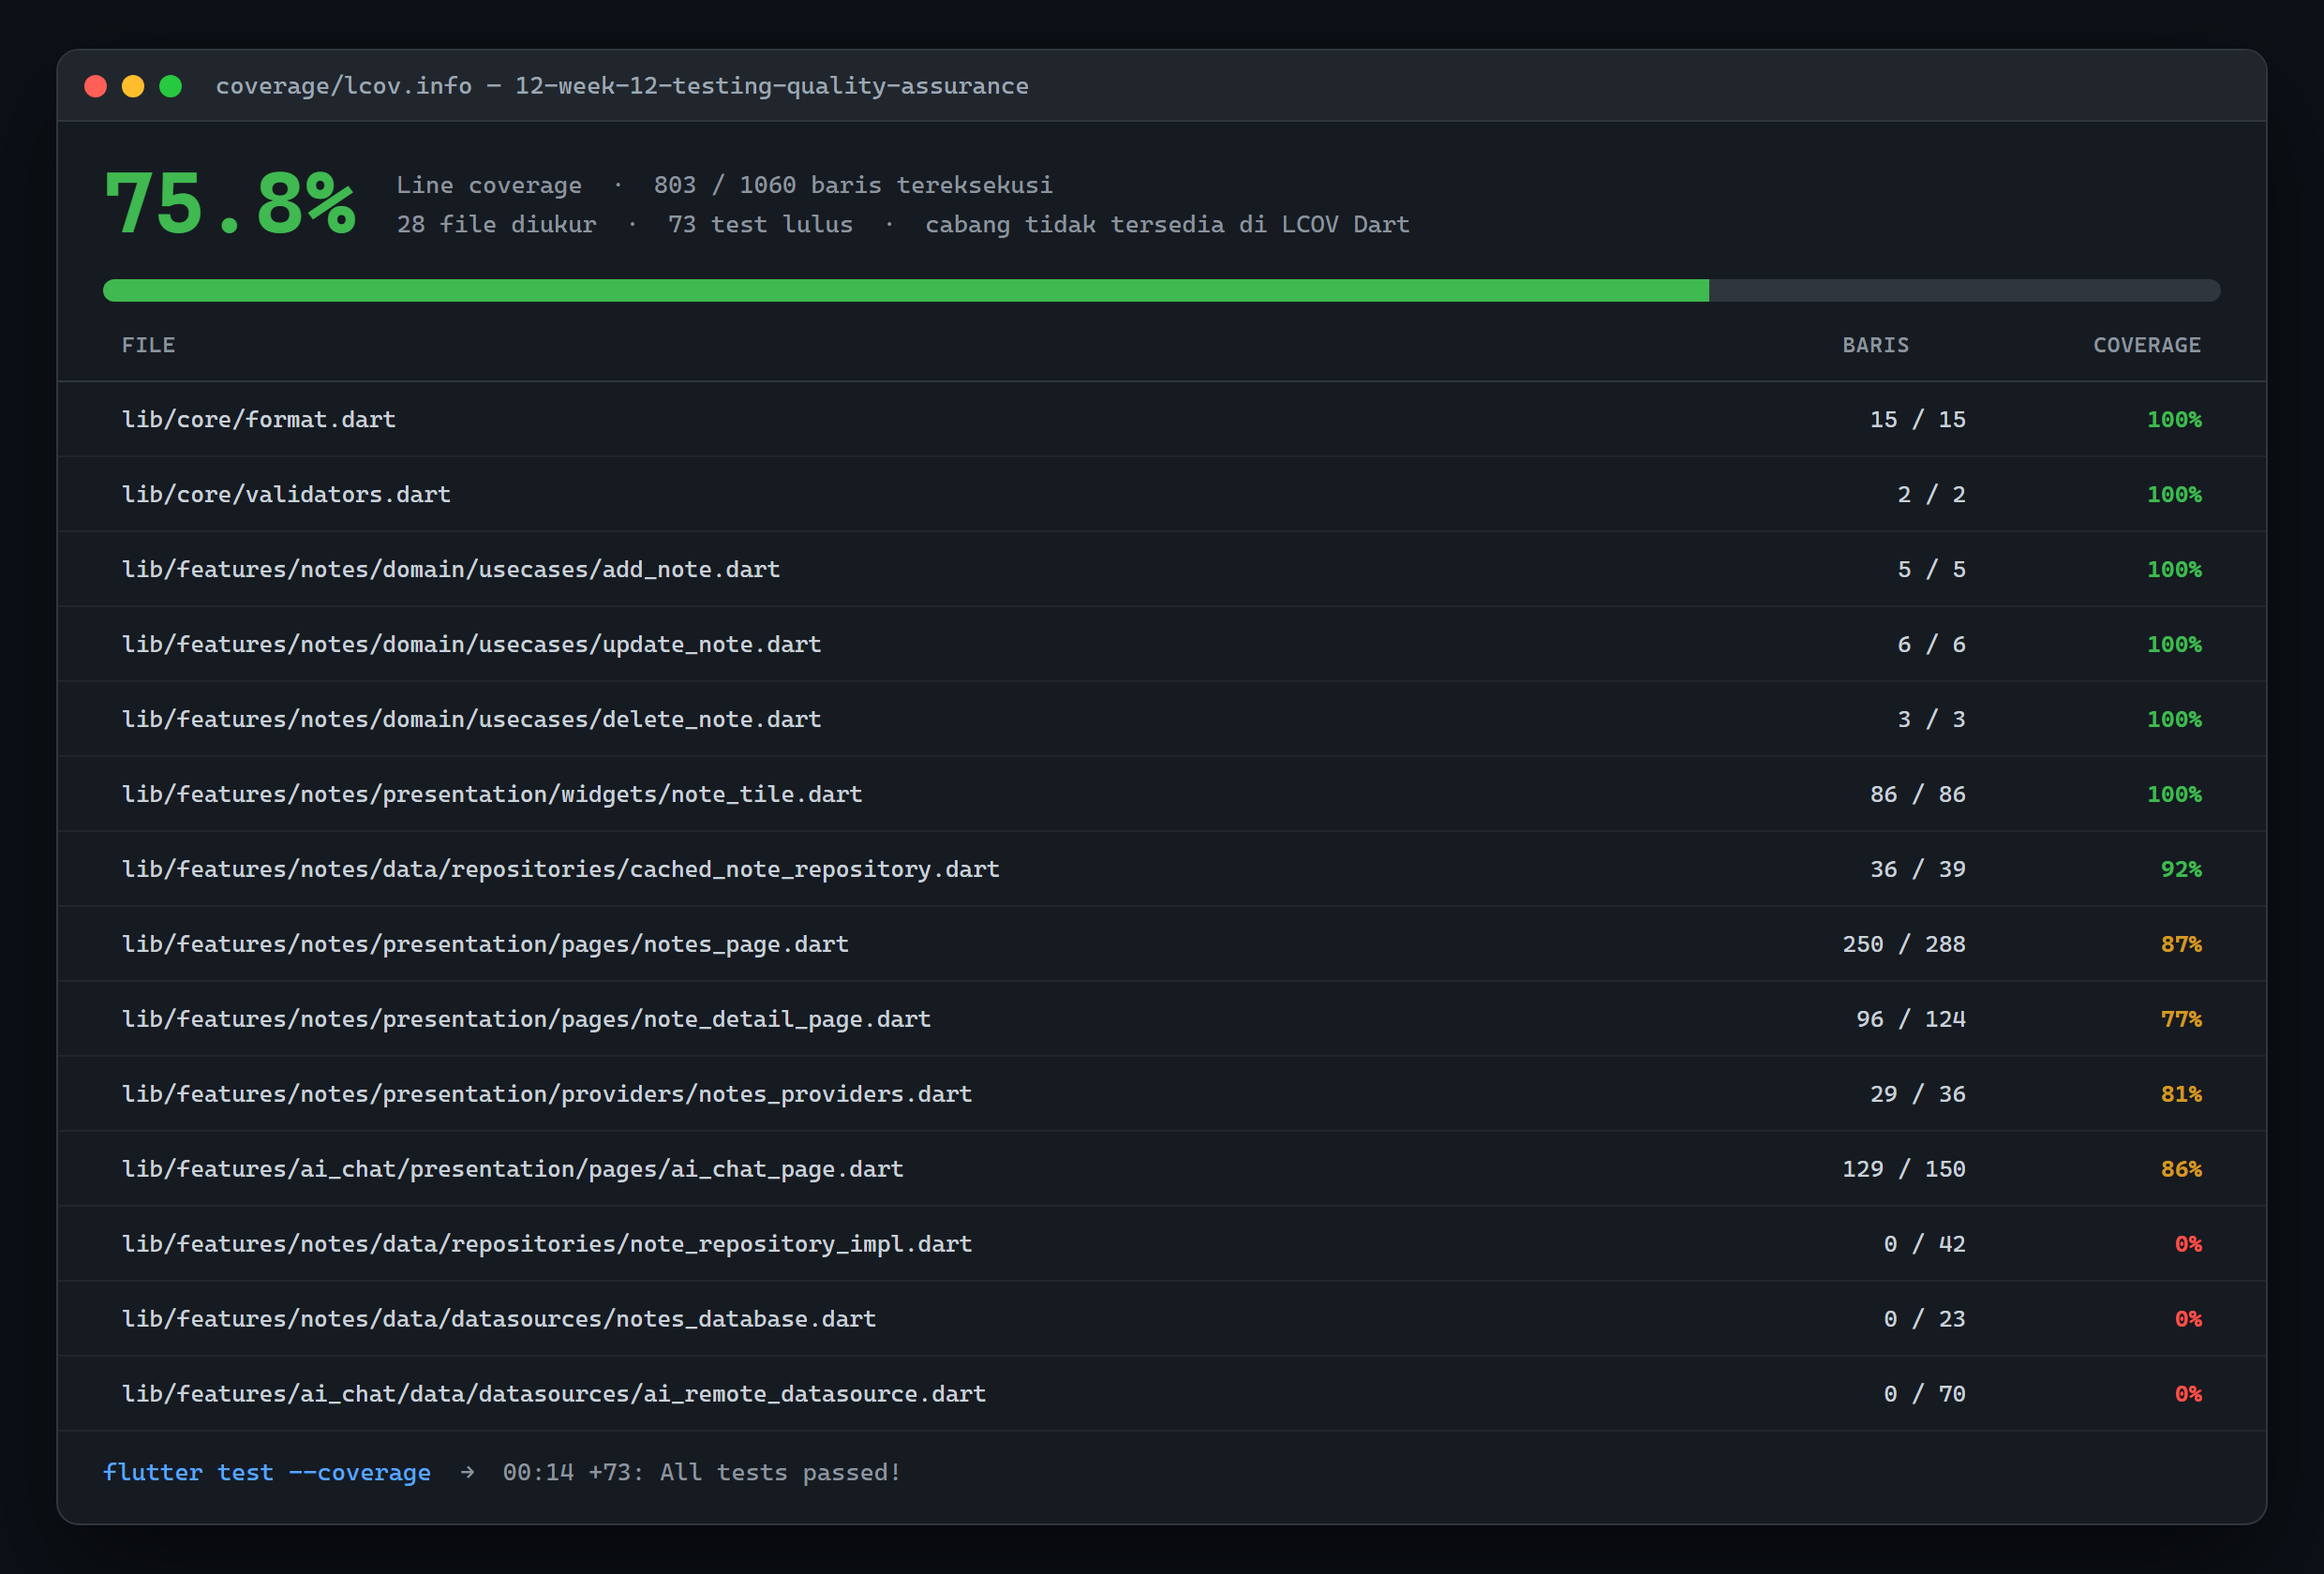 coverage/lcov.info — 12-week-12-testing-quality-assurance
75.8%
Line coverage · 803 / 1060 baris tereksekusi
28 file diukur · 73 test lulus · cabang tidak tersedia di LCOV Dart
FILE BARIS COVERAGE
lib/core/format.dart 15 / 15 100%
lib/core/validators.dart 2 / 2 100%
lib/features/notes/domain/usecases/add_note.dart 5 / 5 100%
lib/features/notes/domain/usecases/update_note.dart 6 / 6 100%
lib/features/notes/domain/usecases/delete_note.dart 3 / 3 100%
lib/features/notes/presentation/widgets/note_tile.dart 86 / 86 100%
lib/features/notes/data/repositories/cached_note_repository.dart 36 / 39 92%
lib/features/notes/presentation/pages/notes_page.dart 250 / 288 87%
lib/features/notes/presentation/pages/note_detail_page.dart 96 / 124 77%
lib/features/notes/presentation/providers/notes_providers.dart 29 / 36 81%
lib/features/ai_chat/presentation/pages/ai_chat_page.dart 129 / 150 86%
lib/features/notes/data/repositories/note_repository_impl.dart 0 / 42 0%
lib/features/notes/data/datasources/notes_database.dart 0 / 23 0%
lib/features/ai_chat/data/datasources/ai_remote_datasource.dart 0 / 70 0%
flutter test --coverage → 00:14 +73: All tests passed!